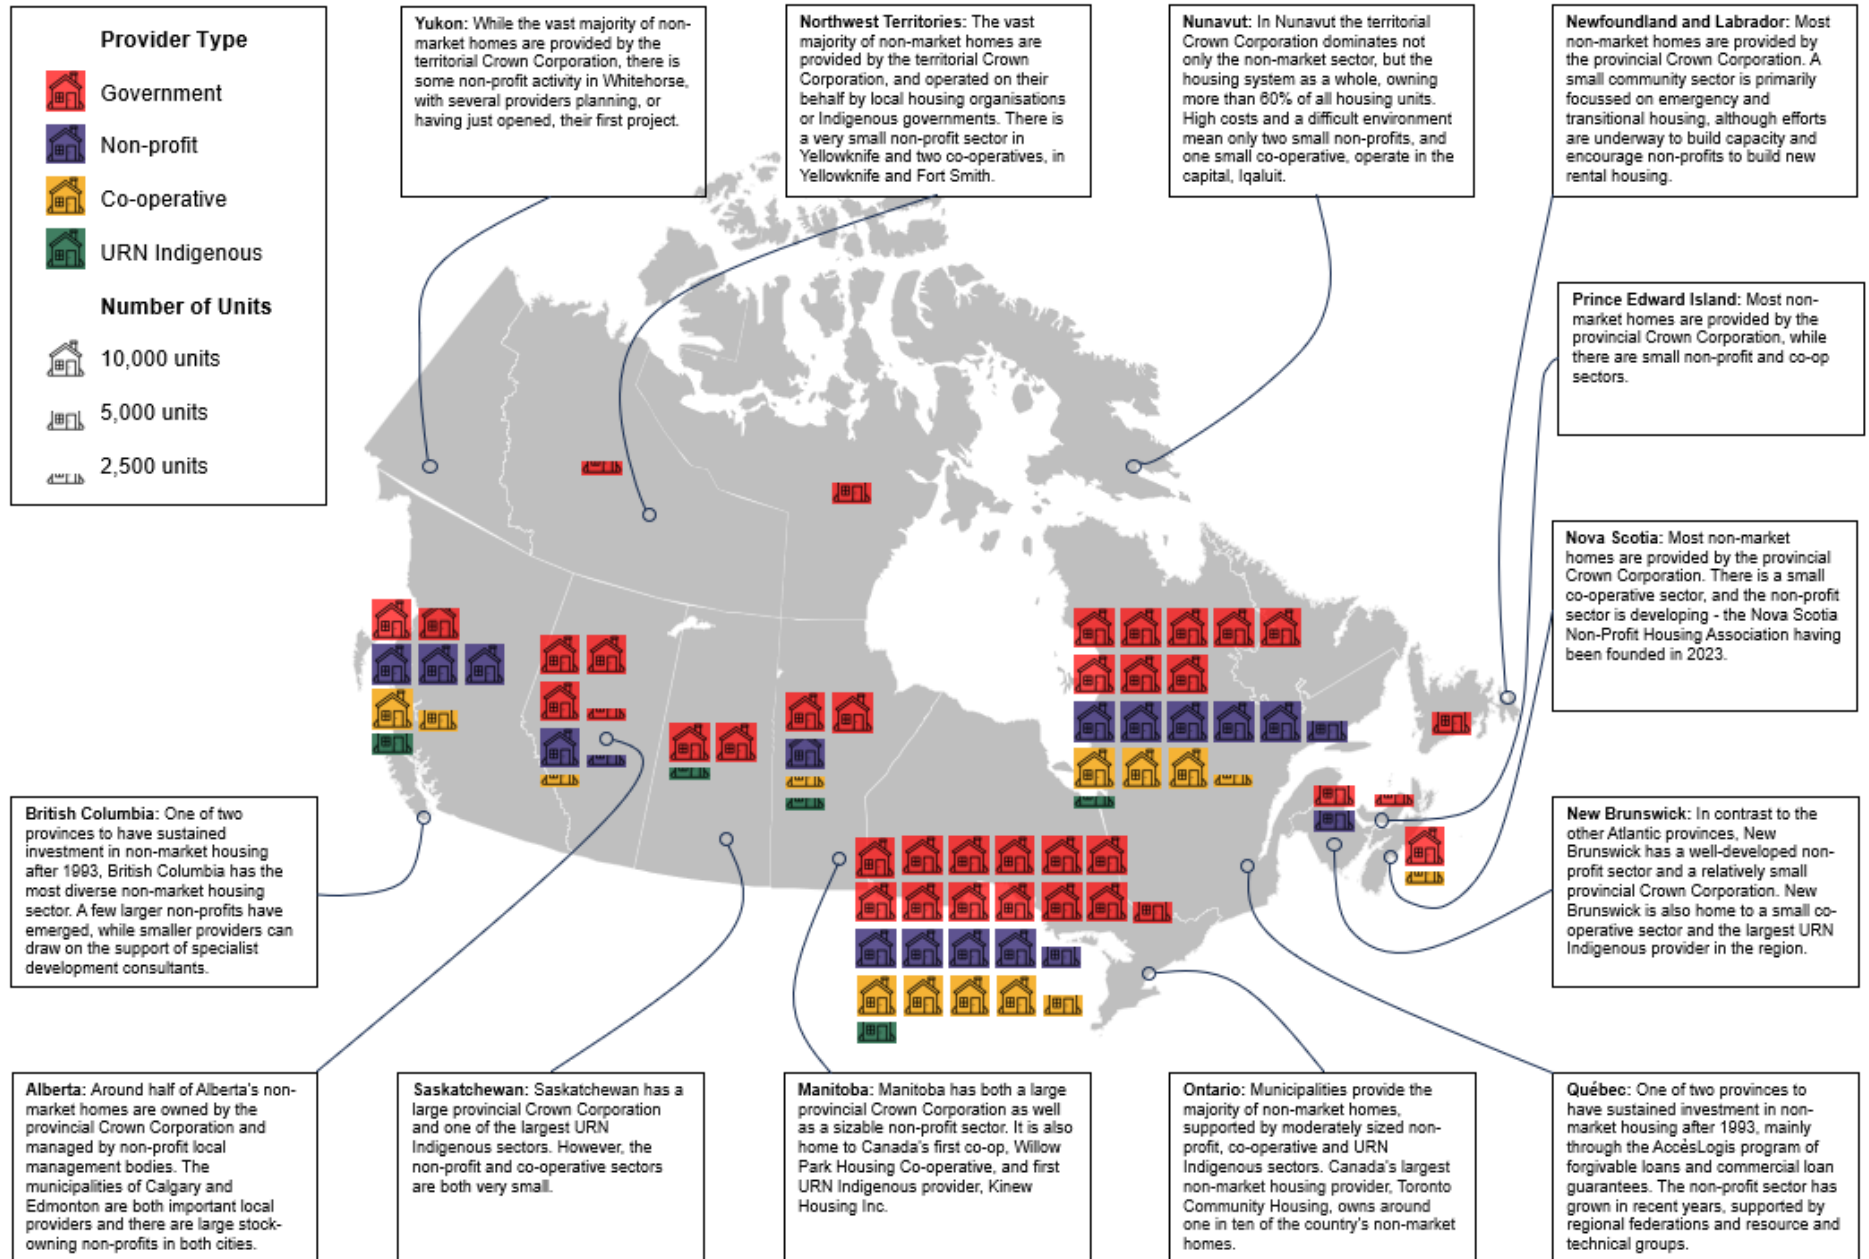 Provider Type
Government
Non-profit
Co-operative
URN Indigenous
Number of Units
10,000 units
5,000 units
2,500 units
Yukon: While the vast majority of non-
market homes are provided by the
territorial Crown Corporation, there is
some non-profit activity in Whitehorse,
with several providers planning, or
having just opened, their first project.
Northwest Territories: The vast
majority of non-market homes are
provided by the territorial Crown
Corporation, and operated on their
behalf by local housing organisations
or Indigenous governments. There is
a very small non-profit sector in
Yellowknife and two co-operatives, in
Yellowknife and Fort Smith.
Nunavut: In Nunavut the territorial
Crown Corporation dominates not
only the non-market sector, but the
housing system as a whole, owning
more than 60% of all housing units.
High costs and a difficult environment
mean only two small non-profits, and
one small co-operative, operate in the
capital, Iqaluit.
Newfoundland and Labrador: Most
non-market homes are provided by
the provincial Crown Corporation. A
small community sector is primarily
focussed on emergency and
transitional housing, although efforts
are underway to build capacity and
encourage non-profits to build new
rental housing.
Prince Edward Island: Most non-
market homes are provided by the
provincial Crown Corporation, while
there are small non-profit and co-op
sectors.
Nova Scotia: Most non-market
homes are provided by the provincial
Crown Corporation. There is a small
co-operative sector, and the non-profit
sector is developing - the Nova Scotia
Non-Profit Housing Association having
been founded in 2023.
British Columbia: One of two
provinces to have sustained
investment in non-market housing
after 1993, British Columbia has the
most diverse non-market housing
sector. A few larger non-profits have
emerged, while smaller providers can
draw on the support of specialist
development consultants.
New Brunswick: In contrast to the
other Atlantic provinces, New
Brunswick has a well-developed non-
profit sector and a relatively small
provincial Crown Corporation. New
Brunswick is also home to a small co-
operative sector and the largest URN
Indigenous provider in the region.
Alberta: Around half of Alberta's non-
market homes are owned by the
provincial Crown Corporation and
managed by non-profit local
management bodies. The
municipalities of Calgary and
Edmonton are both important local
providers and there are large stock-
owning non-profits in both cities.
Saskatchewan: Saskatchewan has a
large provincial Crown Corporation
and one of the largest URN
Indigenous sectors. However, the
non-profit and co-operative sectors
are both very small.
Manitoba: Manitoba has both a large
provincial Crown Corporation as well
as a sizable non-profit sector. It is also
home to Canada's first co-op, Willow
Park Housing Co-operative, and first
URN Indigenous provider, Kinew
Housing Inc.
Ontario: Municipalities provide the
majority of non-market homes,
supported by moderately sized non-
profit, co-operative and URN
Indigenous sectors. Canada's largest
non-market housing provider, Toronto
Community Housing, owns around
one in ten of the country's non-market
homes.
Québec: One of two provinces to
have sustained investment in non-
market housing after 1993, mainly
through the AccèsLogis program of
forgivable loans and commercial loan
guarantees. The non-profit sector has
grown in recent years, supported by
regional federations and resource and
technical groups.